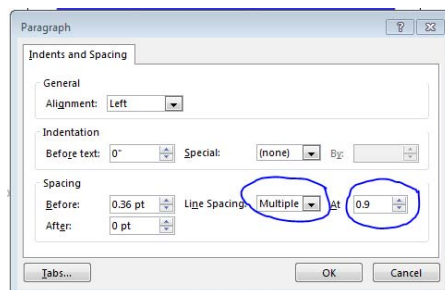 Paragraph
Indents and Spacing
General
Alignment: Left
Indentation
Before text: 0" Special: (none) By:
Spacing
Before: 0.36 pt Line Spacing: Multiple At 0.9
After: 0 pt
Tabs... OK Cancel